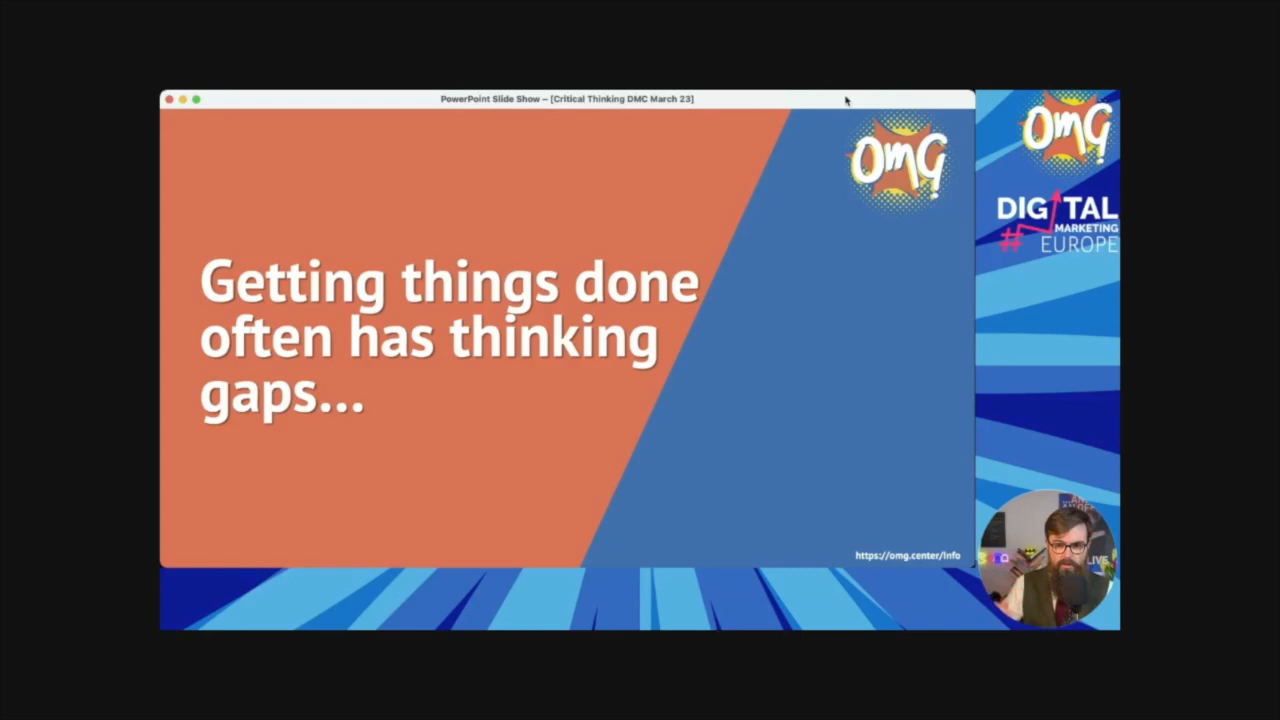 PowerPoint Slide Show – [Critical Thinking DMC March 23]
OMG
OMG
DIGITAL
# MARKETING
EUROPE
Getting things done
often has thinking
gaps...
LIVE
https://omg.center/info